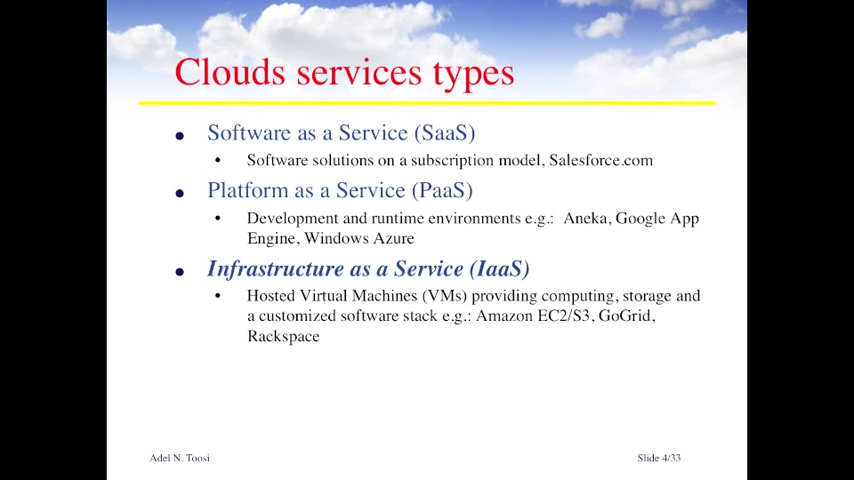 Clouds services types
• Software as a Service (SaaS)
• Software solutions on a subscription model, Salesforce.com
• Platform as a Service (PaaS)
• Development and runtime environments e.g.: Aneka, Google App
Engine, Windows Azure
• Infrastructure as a Service (IaaS)
• Hosted Virtual Machines (VMs) providing computing, storage and
a customized software stack e.g.: Amazon EC2/S3, GoGrid,
Rackspace
Adel N. Toosi
Slide 4/33